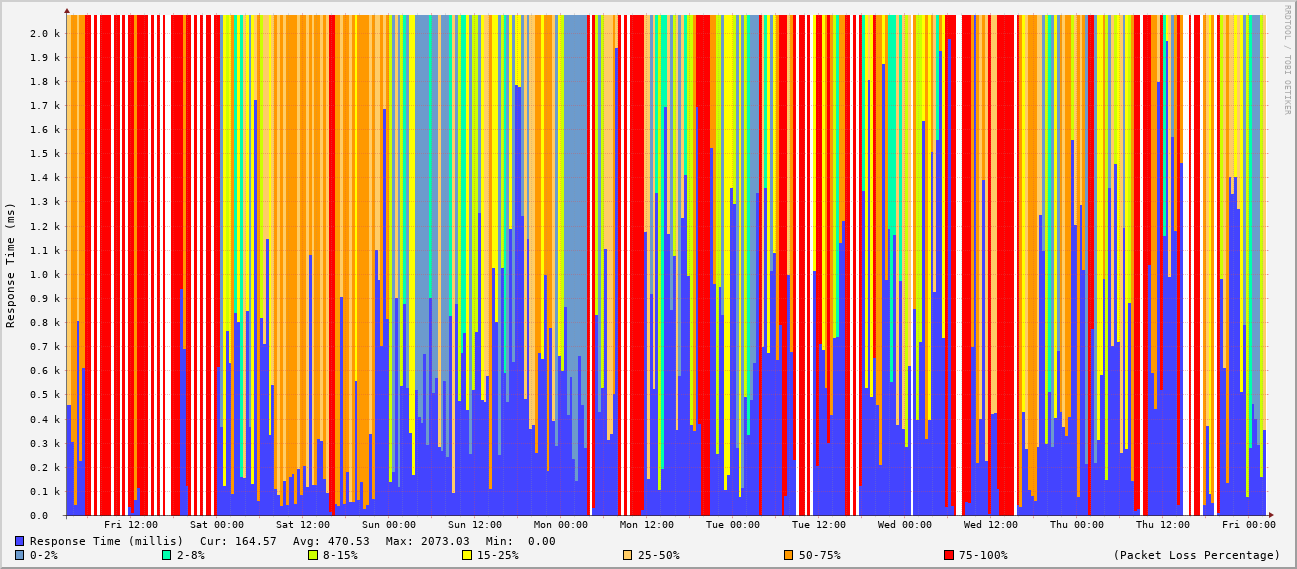 RRDTOOL / TOBI OETIKER
Response Time (ms)
2.0 k
1.9 k
1.8 k
1.7 k
1.6 k
1.5 k
1.4 k
1.3 k
1.2 k
1.1 k
1.0 k
0.9 k
0.8 k
0.7 k
0.6 k
0.5 k
0.4 k
0.3 k
0.2 k
0.1 k
0.0
Fri 12:00 Sat 00:00 Sat 12:00 Sun 00:00 Sun 12:00 Mon 00:00 Mon 12:00 Tue 00:00 Tue 12:00 Wed 00:00 Wed 12:00 Thu 00:00 Thu 12:00 Fri 00:00
Response Time (millis) Cur: 164.57 Avg: 470.53 Max: 2073.03 Min: 0.00
0-2% 2-8% 8-15% 15-25% 25-50% 50-75% 75-100% (Packet Loss Percentage)